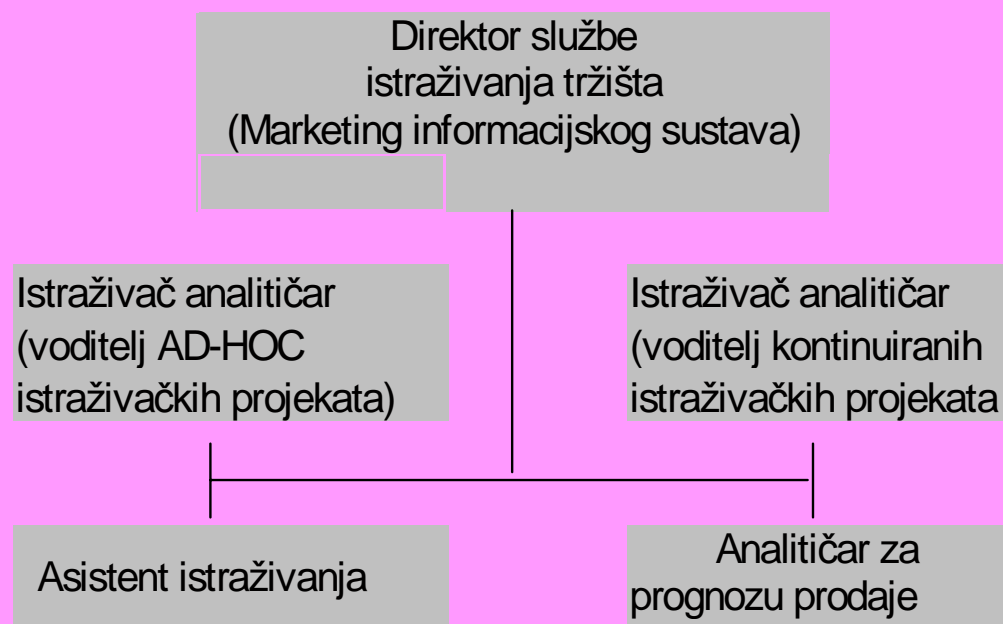 Direktor službe
istraživanja tržišta
(Marketing informacijskog sustava)
Istraživač analitičar
(voditelj AD-HOC
istraživačkih projekata)
Istraživač analitičar
(voditelj kontinuiranih
istraživačkih projekata
Asistent istraživanja
Analitičar za
prognozu prodaje